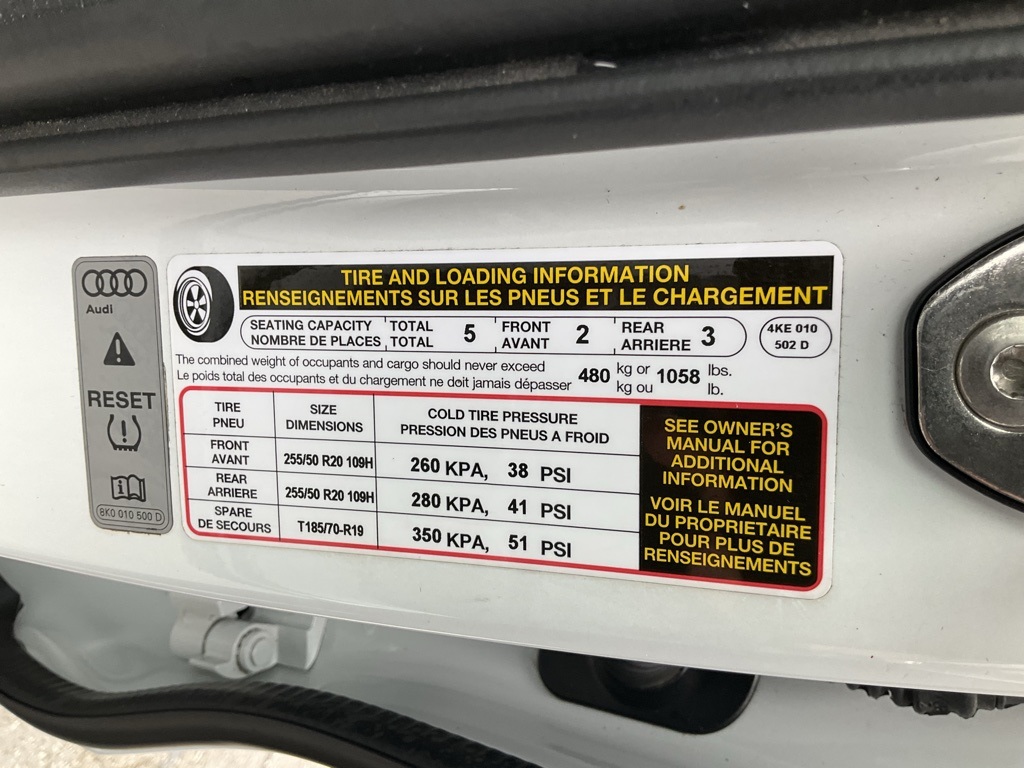 Audi
RESET
8K0 010 500 D
TIRE AND LOADING INFORMATION
RENSEIGNEMENTS SUR LES PNEUS ET LE CHARGEMENT
SEATING CAPACITY TOTAL 5 FRONT 2 REAR 3
NOMBRE DE PLACES TOTAL AVANT ARRIERE
4KE 010
502 D
The combined weight of occupants and cargo should never exceed 480 kg or 1058 lbs.
Le poids total des occupants et du chargement ne doit jamais dépasser kg ou lb.
TIRE SIZE COLD TIRE PRESSURE
PNEU DIMENSIONS PRESSION DES PNEUS A FROID
FRONT
AVANT 255/50 R20 109H 260 KPA, 38 PSI
REAR
ARRIERE 255/50 R20 109H 280 KPA, 41 PSI
SPARE
DE SECOURS T185/70-R19 350 KPA, 51 PSI
SEE OWNER'S
MANUAL FOR
ADDITIONAL
INFORMATION
VOIR LE MANUEL
DU PROPRIETAIRE
POUR PLUS DE
RENSEIGNEMENTS